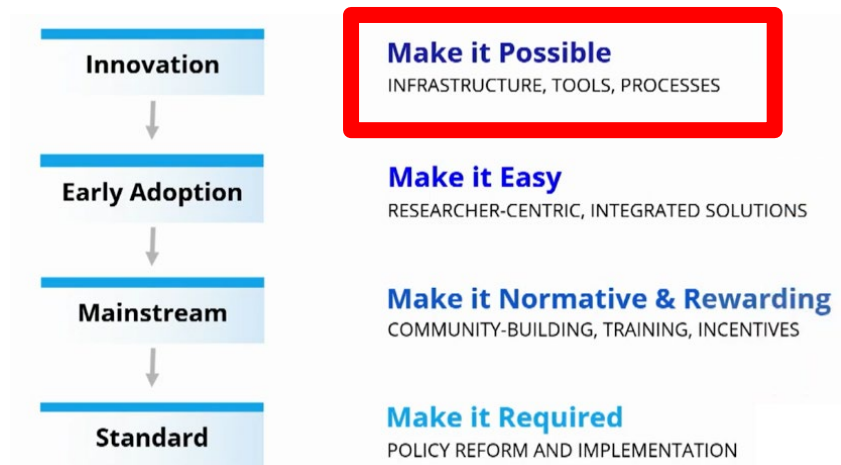 Innovation
Make it Possible
INFRASTRUCTURE, TOOLS, PROCESSES
Early Adoption
Make it Easy
RESEARCHER-CENTRIC, INTEGRATED SOLUTIONS
Mainstream
Make it Normative & Rewarding
COMMUNITY-BUILDING, TRAINING, INCENTIVES
Standard
Make it Required
POLICY REFORM AND IMPLEMENTATION